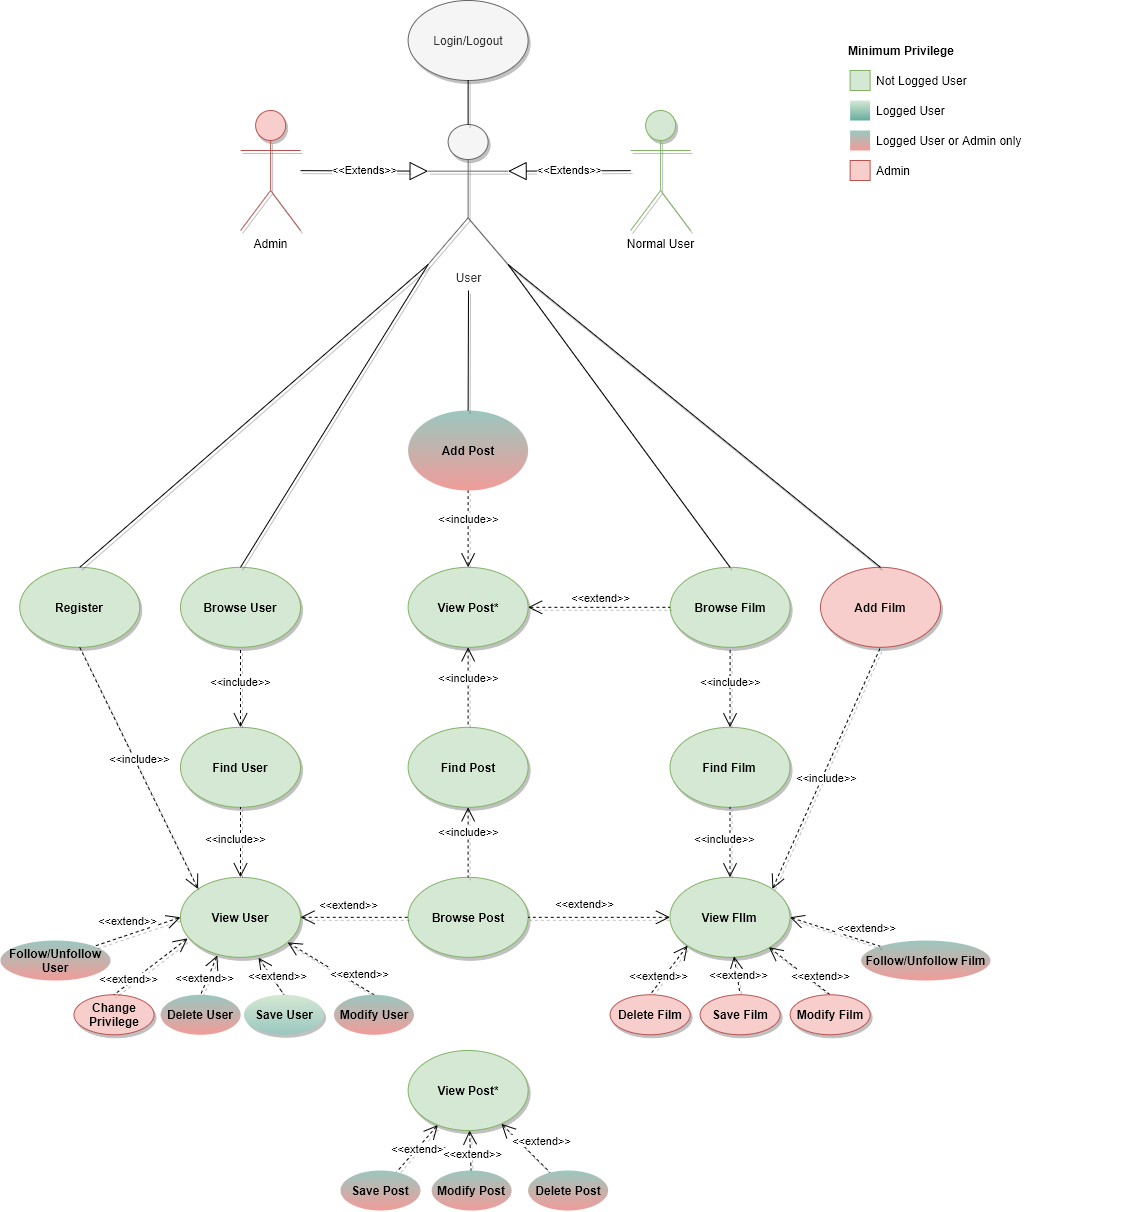 Login/Logout
Minimum Privilege
Not Logged User
Logged User
Logged User or Admin only
Admin
<<Extends>>
<<Extends>>
Admin
Normal User
User
Add Post
<<include>>
Register
Browse User
View Post*
<<extend>>
Browse Film
Add Film
<<include>>
<<include>>
<<include>>
<<include>>
Find User
Find Post
Find Film
<<include>>
<<include>>
<<include>>
<<include>>
View User
<<extend>>
Browse Post
<<extend>>
View FIlm
<<extend>>
<<extend>>
Follow/Unfollow
User
Follow/Unfollow Film
<<extend>>
<<extend>>
<<extend>>
<<extend>>
<<extend>>
<<extend>>
<<extend>>
Change
Privilege
Delete User
Save User
Modify User
Delete Film
Save Film
Modify Film
View Post*
<<extend>>
<<extend>>
<<extend>>
Save Post
Modify Post
Delete Post